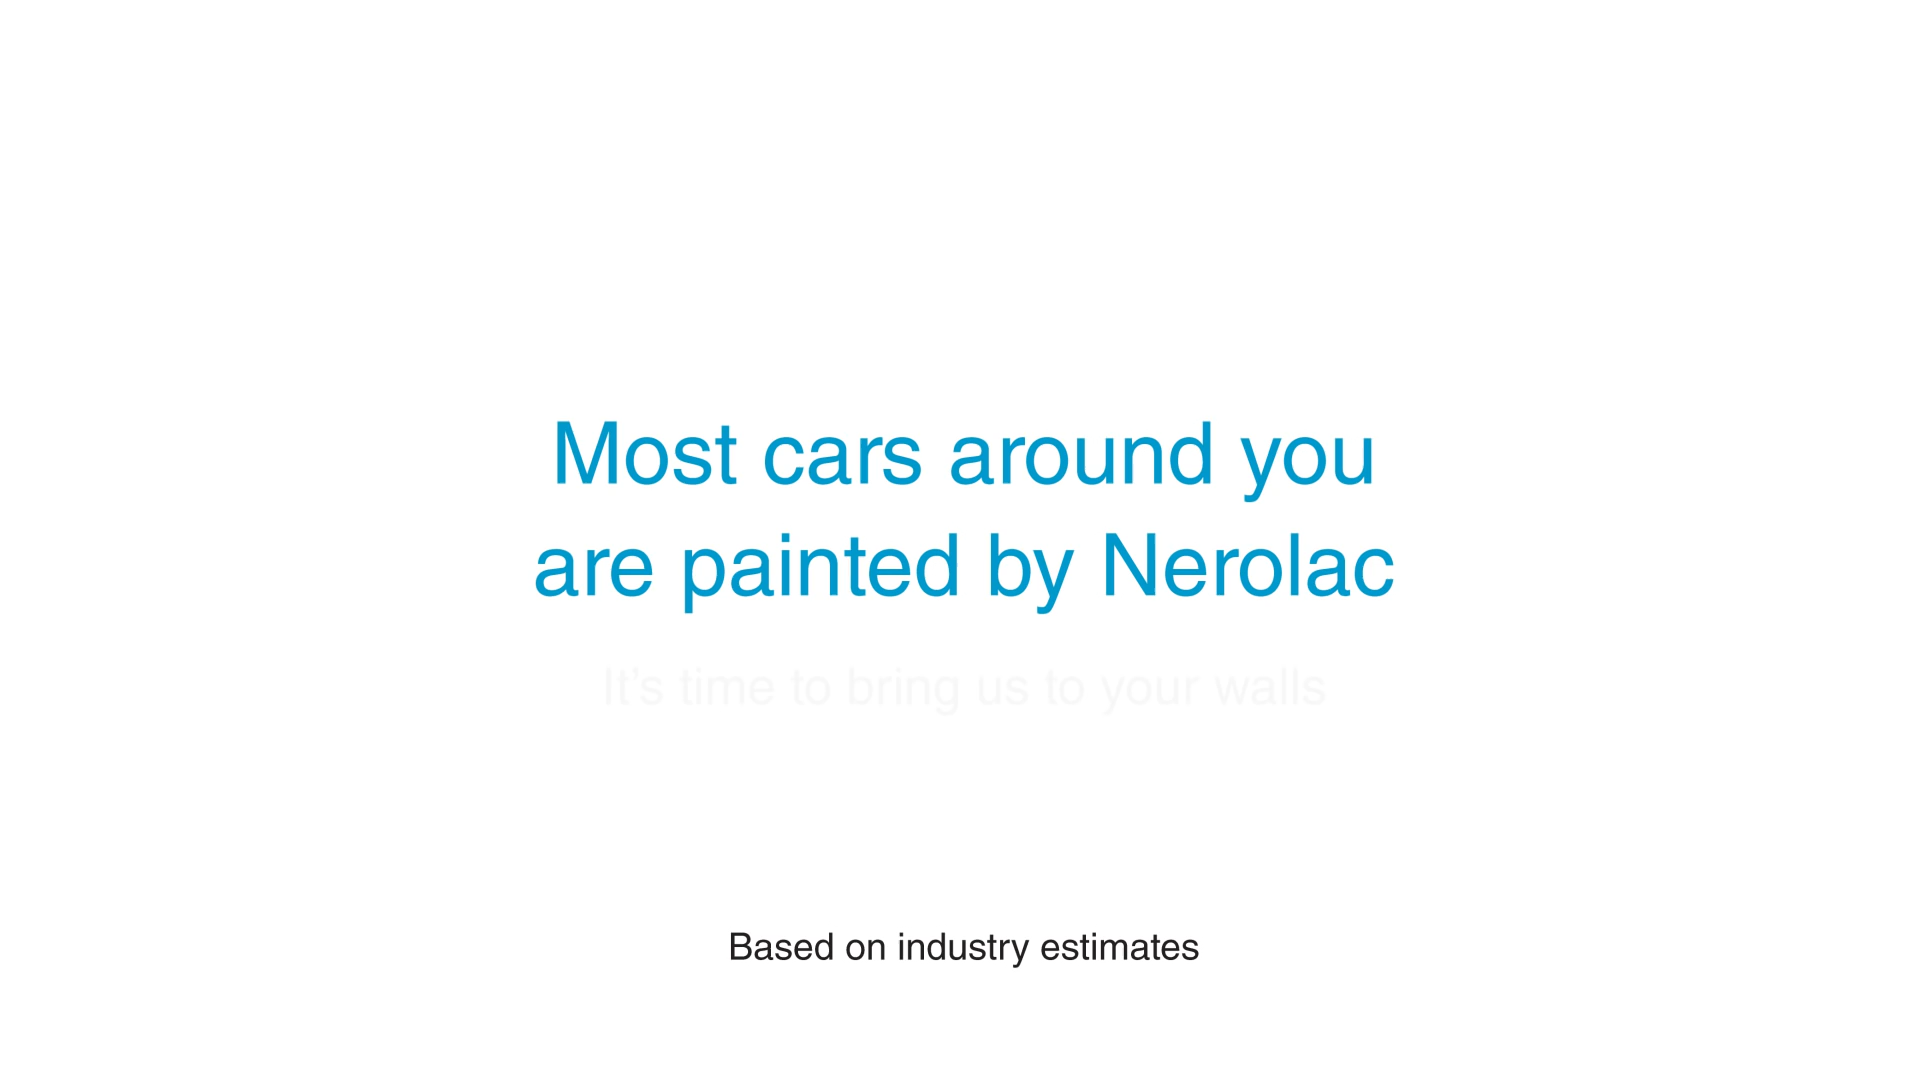 Most cars around you
are painted by Nerolac
It’s time to bring us to your walls
Based on industry estimates